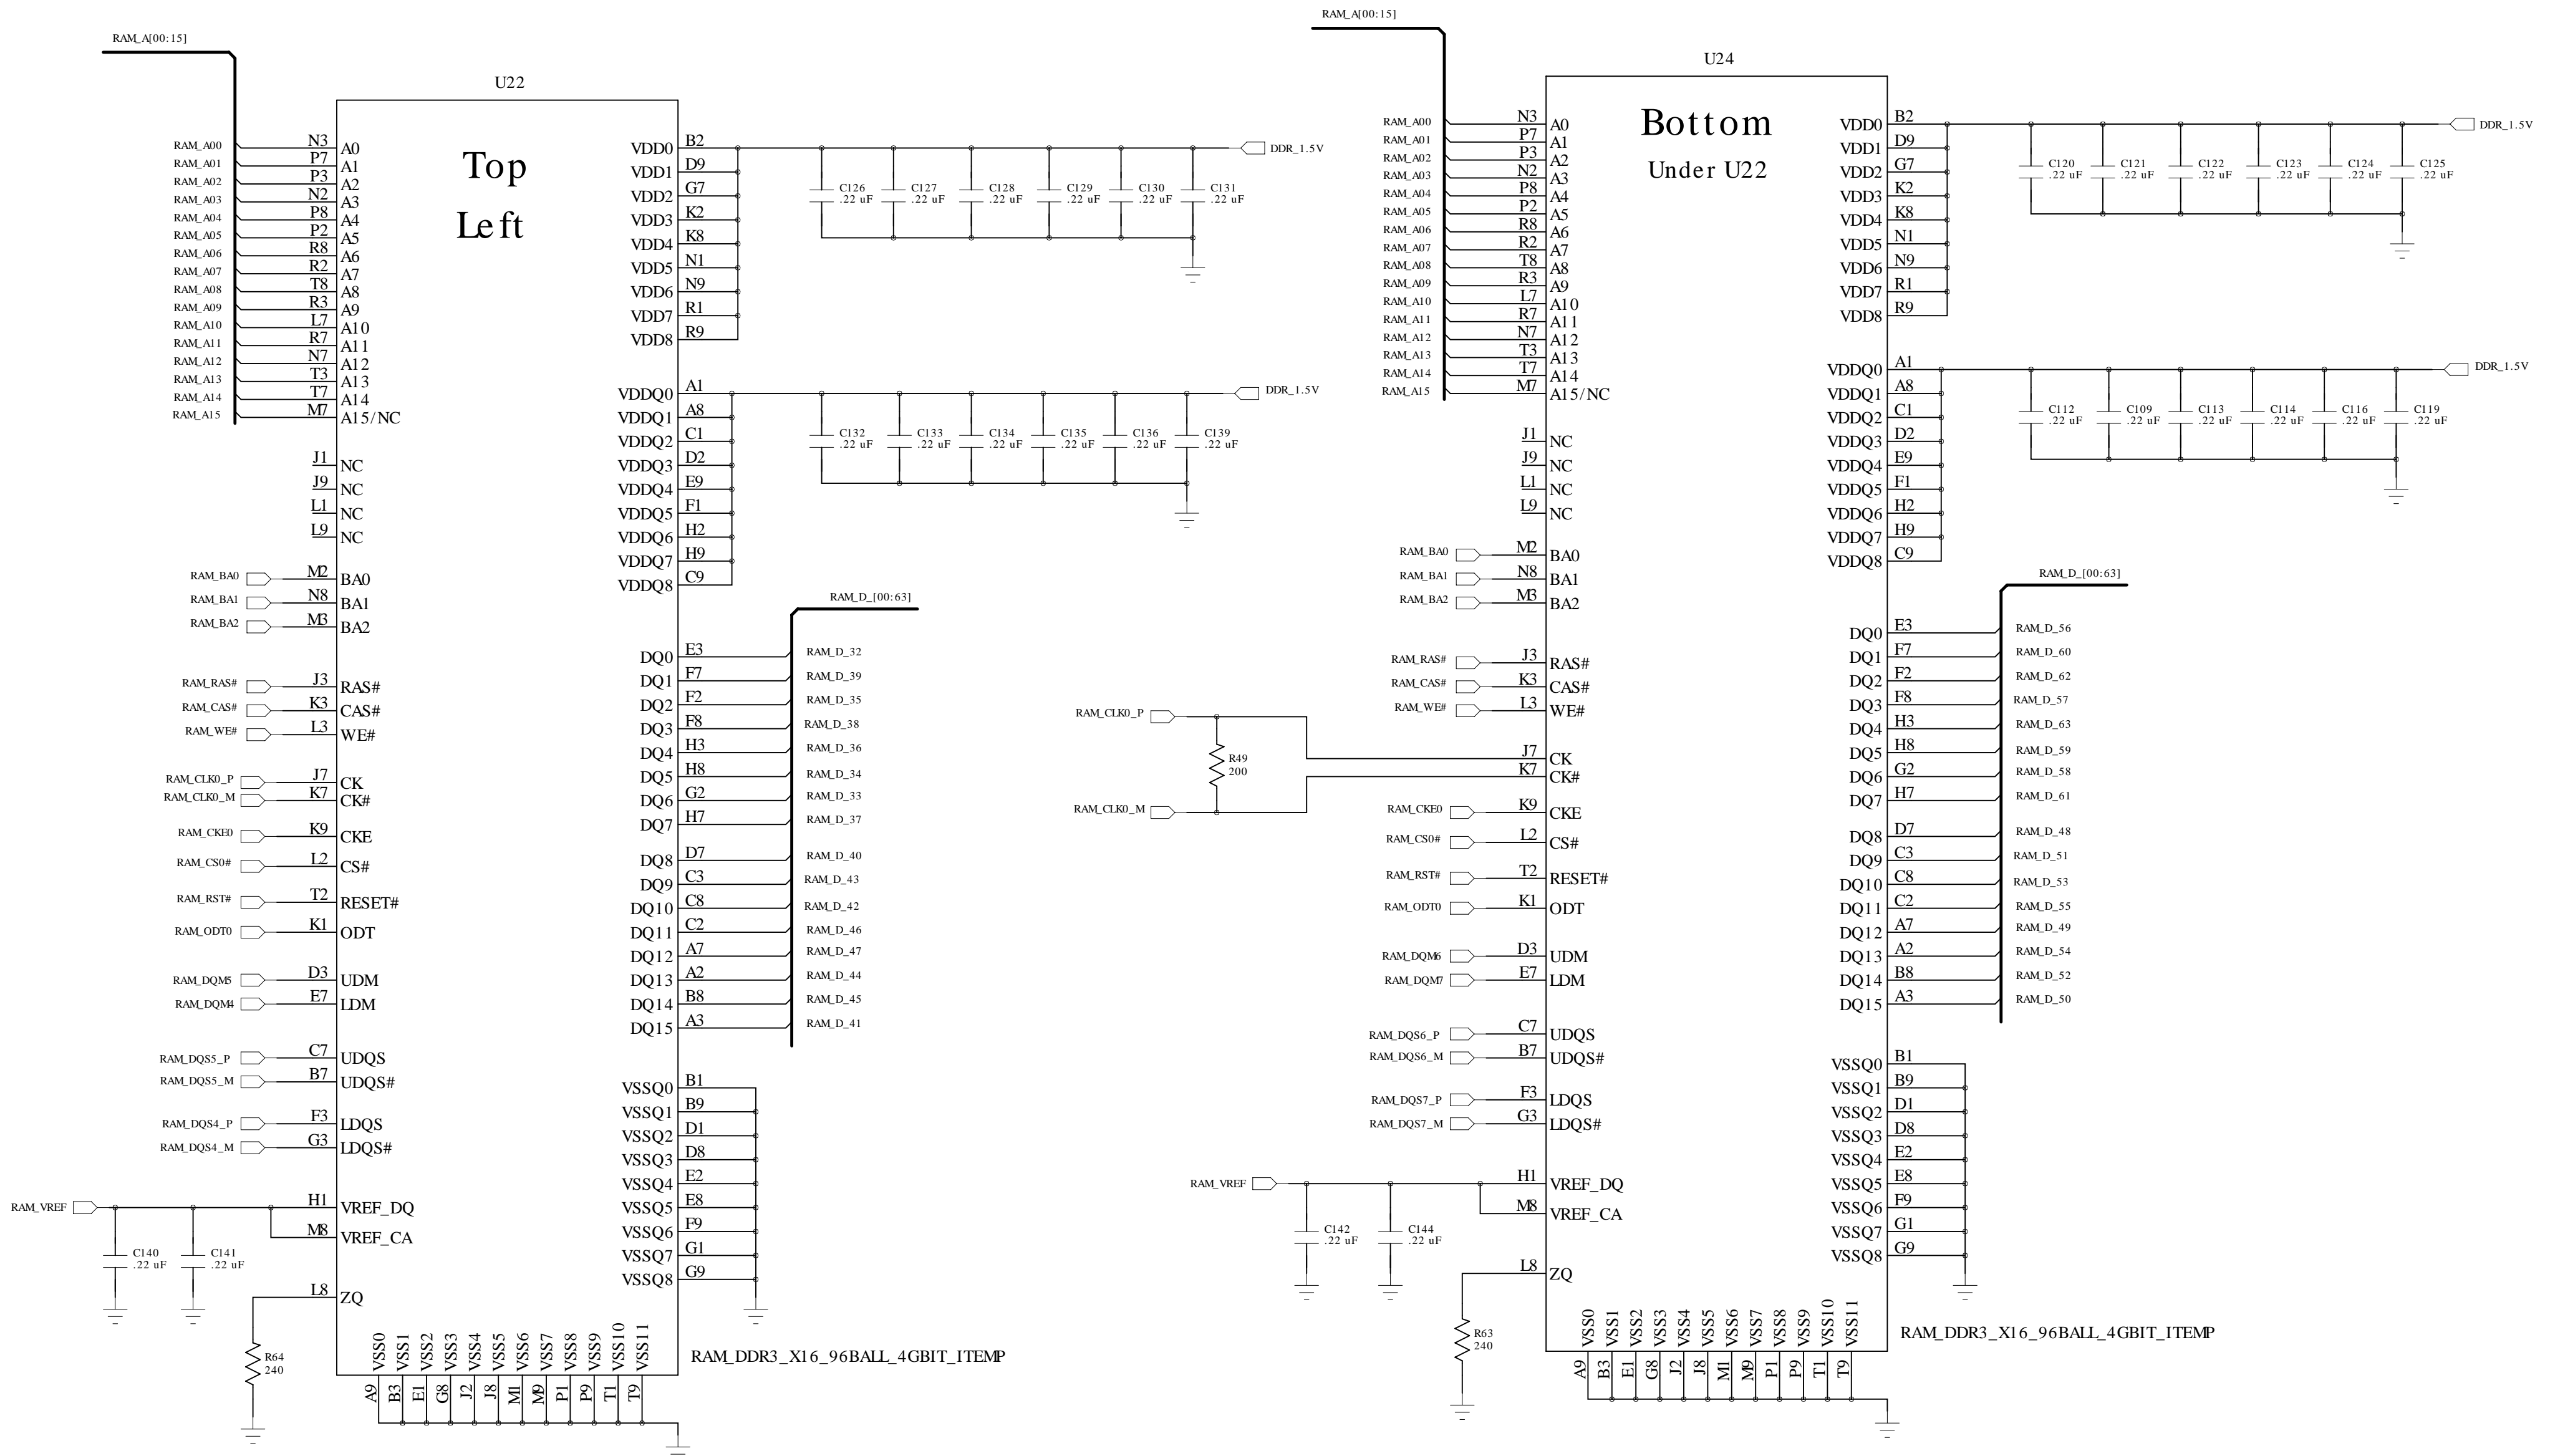 RAM_A[00:15]
U22
Top
Left
RAM_A00 N3 A0
RAM_A01 P7 A1
RAM_A02 P3 A2
RAM_A03 N2 A3
RAM_A04 P8 A4
RAM_A05 P2 A5
RAM_A06 R8 A6
RAM_A07 R2 A7
RAM_A08 T8 A8
RAM_A09 R3 A9
RAM_A10 L7 A10
RAM_A11 R7 A11
RAM_A12 N7 A12
RAM_A13 T3 A13
RAM_A14 T7 A14
RAM_A15 M7 A15/NC
J1 NC
J9 NC
L1 NC
L9 NC
RAM_BA0 M2 BA0
RAM_BA1 N8 BA1
RAM_BA2 M3 BA2
RAM_RAS# J3 RAS#
RAM_CAS# K3 CAS#
RAM_WE# L3 WE#
RAM_CLK0_P J7 CK
RAM_CLK0_M K7 CK#
RAM_CKE0 K9 CKE
RAM_CS0# L2 CS#
RAM_RST# T2 RESET#
RAM_ODT0 K1 ODT
RAM_DQM5 D3 UDM
RAM_DQM4 E7 LDM
RAM_DQS5_P C7 UDQS
RAM_DQS5_M B7 UDQS#
RAM_DQS4_P F3 LDQS
RAM_DQS4_M G3 LDQS#
RAM_VREF H1 VREF_DQ
M8 VREF_CA
C140 C141
.22 uF .22 uF
L8 ZQ
R64
240
VDD0 B2 DDR_1.5V
VDD1 D9
VDD2 G7
VDD3 K2
VDD4 K8
VDD5 N1
VDD6 N9
VDD7 R1
VDD8 R9
C126 C127 C128 C129 C130 C131
.22 uF .22 uF .22 uF .22 uF .22 uF .22 uF
VDDQ0 A1 DDR_1.5V
VDDQ1 A8
VDDQ2 C1
VDDQ3 D2
VDDQ4 E9
VDDQ5 F1
VDDQ6 H2
VDDQ7 H9
VDDQ8 C9
C132 C133 C134 C135 C136 C139
.22 uF .22 uF .22 uF .22 uF .22 uF .22 uF
RAM_D_[00:63]
DQ0 E3 RAM_D_32
DQ1 F7 RAM_D_39
DQ2 F2 RAM_D_35
DQ3 F8 RAM_D_38
DQ4 H3 RAM_D_36
DQ5 H8 RAM_D_34
DQ6 G2 RAM_D_33
DQ7 H7 RAM_D_37
DQ8 D7 RAM_D_40
DQ9 C3 RAM_D_43
DQ10 C8 RAM_D_42
DQ11 C2 RAM_D_46
DQ12 A7 RAM_D_47
DQ13 A2 RAM_D_44
DQ14 B8 RAM_D_45
DQ15 A3 RAM_D_41
VSSQ0 B1
VSSQ1 B9
VSSQ2 D1
VSSQ3 D8
VSSQ4 E2
VSSQ5 E8
VSSQ6 F9
VSSQ7 G1
VSSQ8 G9
VSS0 VSS1 VSS2 VSS3 VSS4 VSS5 VSS6 VSS7 VSS8 VSS9 VSS10 VSS11
A9 B3 E1 G8 J2 J8 M1 M9 P1 P9 T1 T9
RAM_DDR3_X16_96BALL_4GBIT_ITEMP
RAM_A[00:15]
U24
Bottom
Under U22
RAM_A00 N3 A0
RAM_A01 P7 A1
RAM_A02 P3 A2
RAM_A03 N2 A3
RAM_A04 P8 A4
RAM_A05 P2 A5
RAM_A06 R8 A6
RAM_A07 R2 A7
RAM_A08 T8 A8
RAM_A09 R3 A9
RAM_A10 L7 A10
RAM_A11 R7 A11
RAM_A12 N7 A12
RAM_A13 T3 A13
RAM_A14 T7 A14
RAM_A15 M7 A15/NC
J1 NC
J9 NC
L1 NC
L9 NC
RAM_BA0 M2 BA0
RAM_BA1 N8 BA1
RAM_BA2 M3 BA2
RAM_RAS# J3 RAS#
RAM_CAS# K3 CAS#
RAM_WE# L3 WE#
RAM_CLK0_P J7 CK
R49
200
RAM_CLK0_M K7 CK#
RAM_CKE0 K9 CKE
RAM_CS0# L2 CS#
RAM_RST# T2 RESET#
RAM_ODT0 K1 ODT
RAM_DQM6 D3 UDM
RAM_DQM7 E7 LDM
RAM_DQS6_P C7 UDQS
RAM_DQS6_M B7 UDQS#
RAM_DQS7_P F3 LDQS
RAM_DQS7_M G3 LDQS#
RAM_VREF H1 VREF_DQ
M8 VREF_CA
C142 C144
.22 uF .22 uF
L8 ZQ
R63
240
VDD0 B2 DDR_1.5V
VDD1 D9
VDD2 G7
VDD3 K2
VDD4 K8
VDD5 N1
VDD6 N9
VDD7 R1
VDD8 R9
C120 C121 C122 C123 C124 C125
.22 uF .22 uF .22 uF .22 uF .22 uF .22 uF
VDDQ0 A1 DDR_1.5V
VDDQ1 A8
VDDQ2 C1
VDDQ3 D2
VDDQ4 E9
VDDQ5 F1
VDDQ6 H2
VDDQ7 H9
VDDQ8 C9
C112 C109 C113 C114 C116 C119
.22 uF .22 uF .22 uF .22 uF .22 uF .22 uF
RAM_D_[00:63]
DQ0 E3 RAM_D_56
DQ1 F7 RAM_D_60
DQ2 F2 RAM_D_62
DQ3 F8 RAM_D_57
DQ4 H3 RAM_D_63
DQ5 H8 RAM_D_59
DQ6 G2 RAM_D_58
DQ7 H7 RAM_D_61
DQ8 D7 RAM_D_48
DQ9 C3 RAM_D_51
DQ10 C8 RAM_D_53
DQ11 C2 RAM_D_55
DQ12 A7 RAM_D_49
DQ13 A2 RAM_D_54
DQ14 B8 RAM_D_52
DQ15 A3 RAM_D_50
VSSQ0 B1
VSSQ1 B9
VSSQ2 D1
VSSQ3 D8
VSSQ4 E2
VSSQ5 E8
VSSQ6 F9
VSSQ7 G1
VSSQ8 G9
VSS0 VSS1 VSS2 VSS3 VSS4 VSS5 VSS6 VSS7 VSS8 VSS9 VSS10 VSS11
A9 B3 E1 G8 J2 J8 M1 M9 P1 P9 T1 T9
RAM_DDR3_X16_96BALL_4GBIT_ITEMP